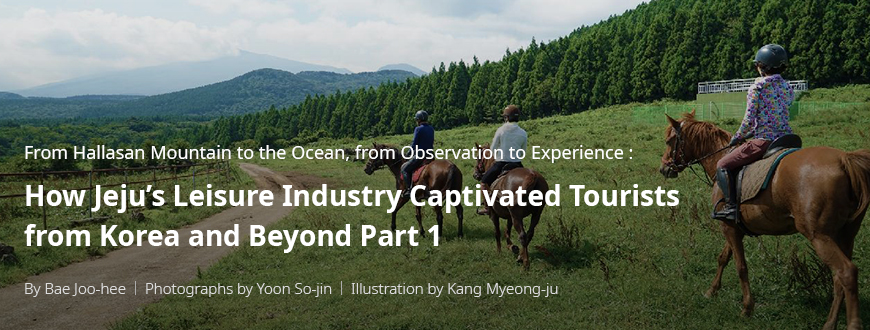 From Hallasan Mountain to the Ocean, from Observation to Experience :
How Jeju’s Leisure Industry Captivated Tourists
from Korea and Beyond Part 1
By Bae Joo-hee | Photographs by Yoon So-jin | Illustration by Kang Myeong-ju